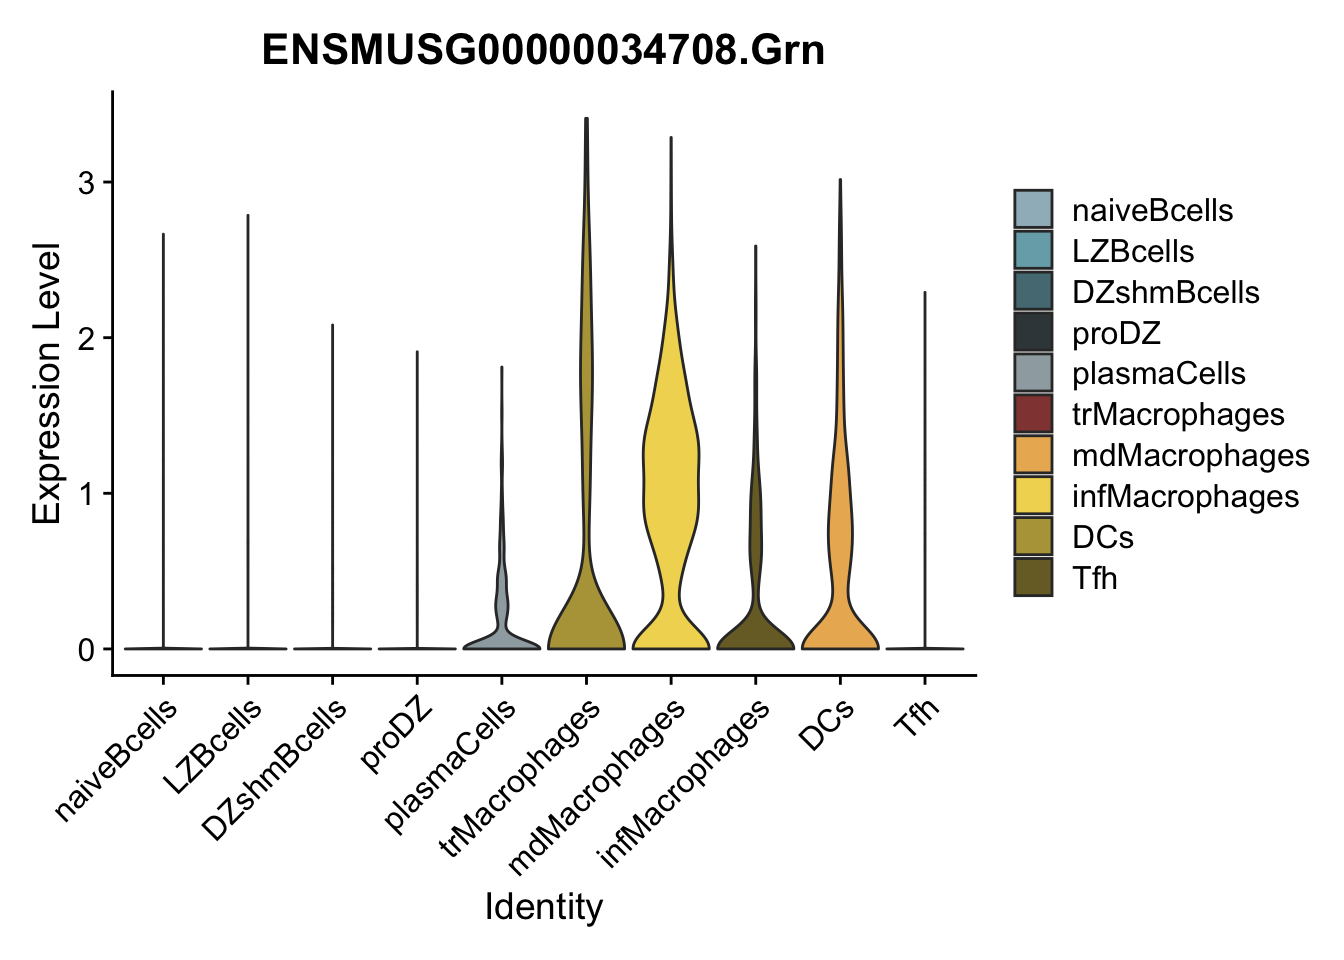 ENSMUSG00000034708.Grn
Expression Level
3
2
1
0
naiveBcells
LZBcells
DZshmBcells
proDZ
plasmaCells
trMacrophages
mdMacrophages
infMacrophages
DCs
Tfh
Identity
naiveBcells
LZBcells
DZshmBcells
proDZ
plasmaCells
trMacrophages
mdMacrophages
infMacrophages
DCs
Tfh